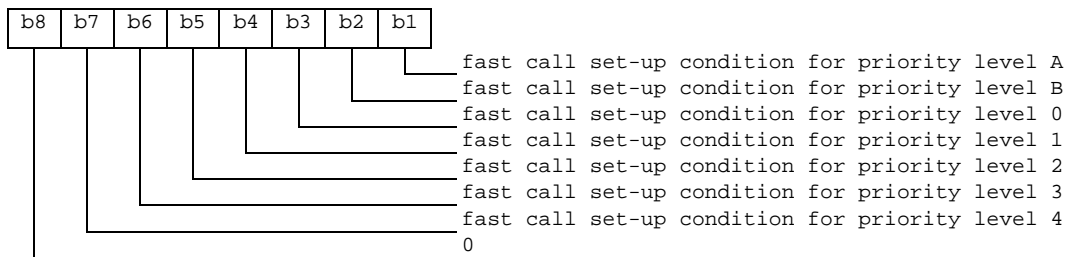 b8 b7 b6 b5 b4 b3 b2 b1
fast call set-up condition for priority level A
fast call set-up condition for priority level B
fast call set-up condition for priority level 0
fast call set-up condition for priority level 1
fast call set-up condition for priority level 2
fast call set-up condition for priority level 3
fast call set-up condition for priority level 4
0